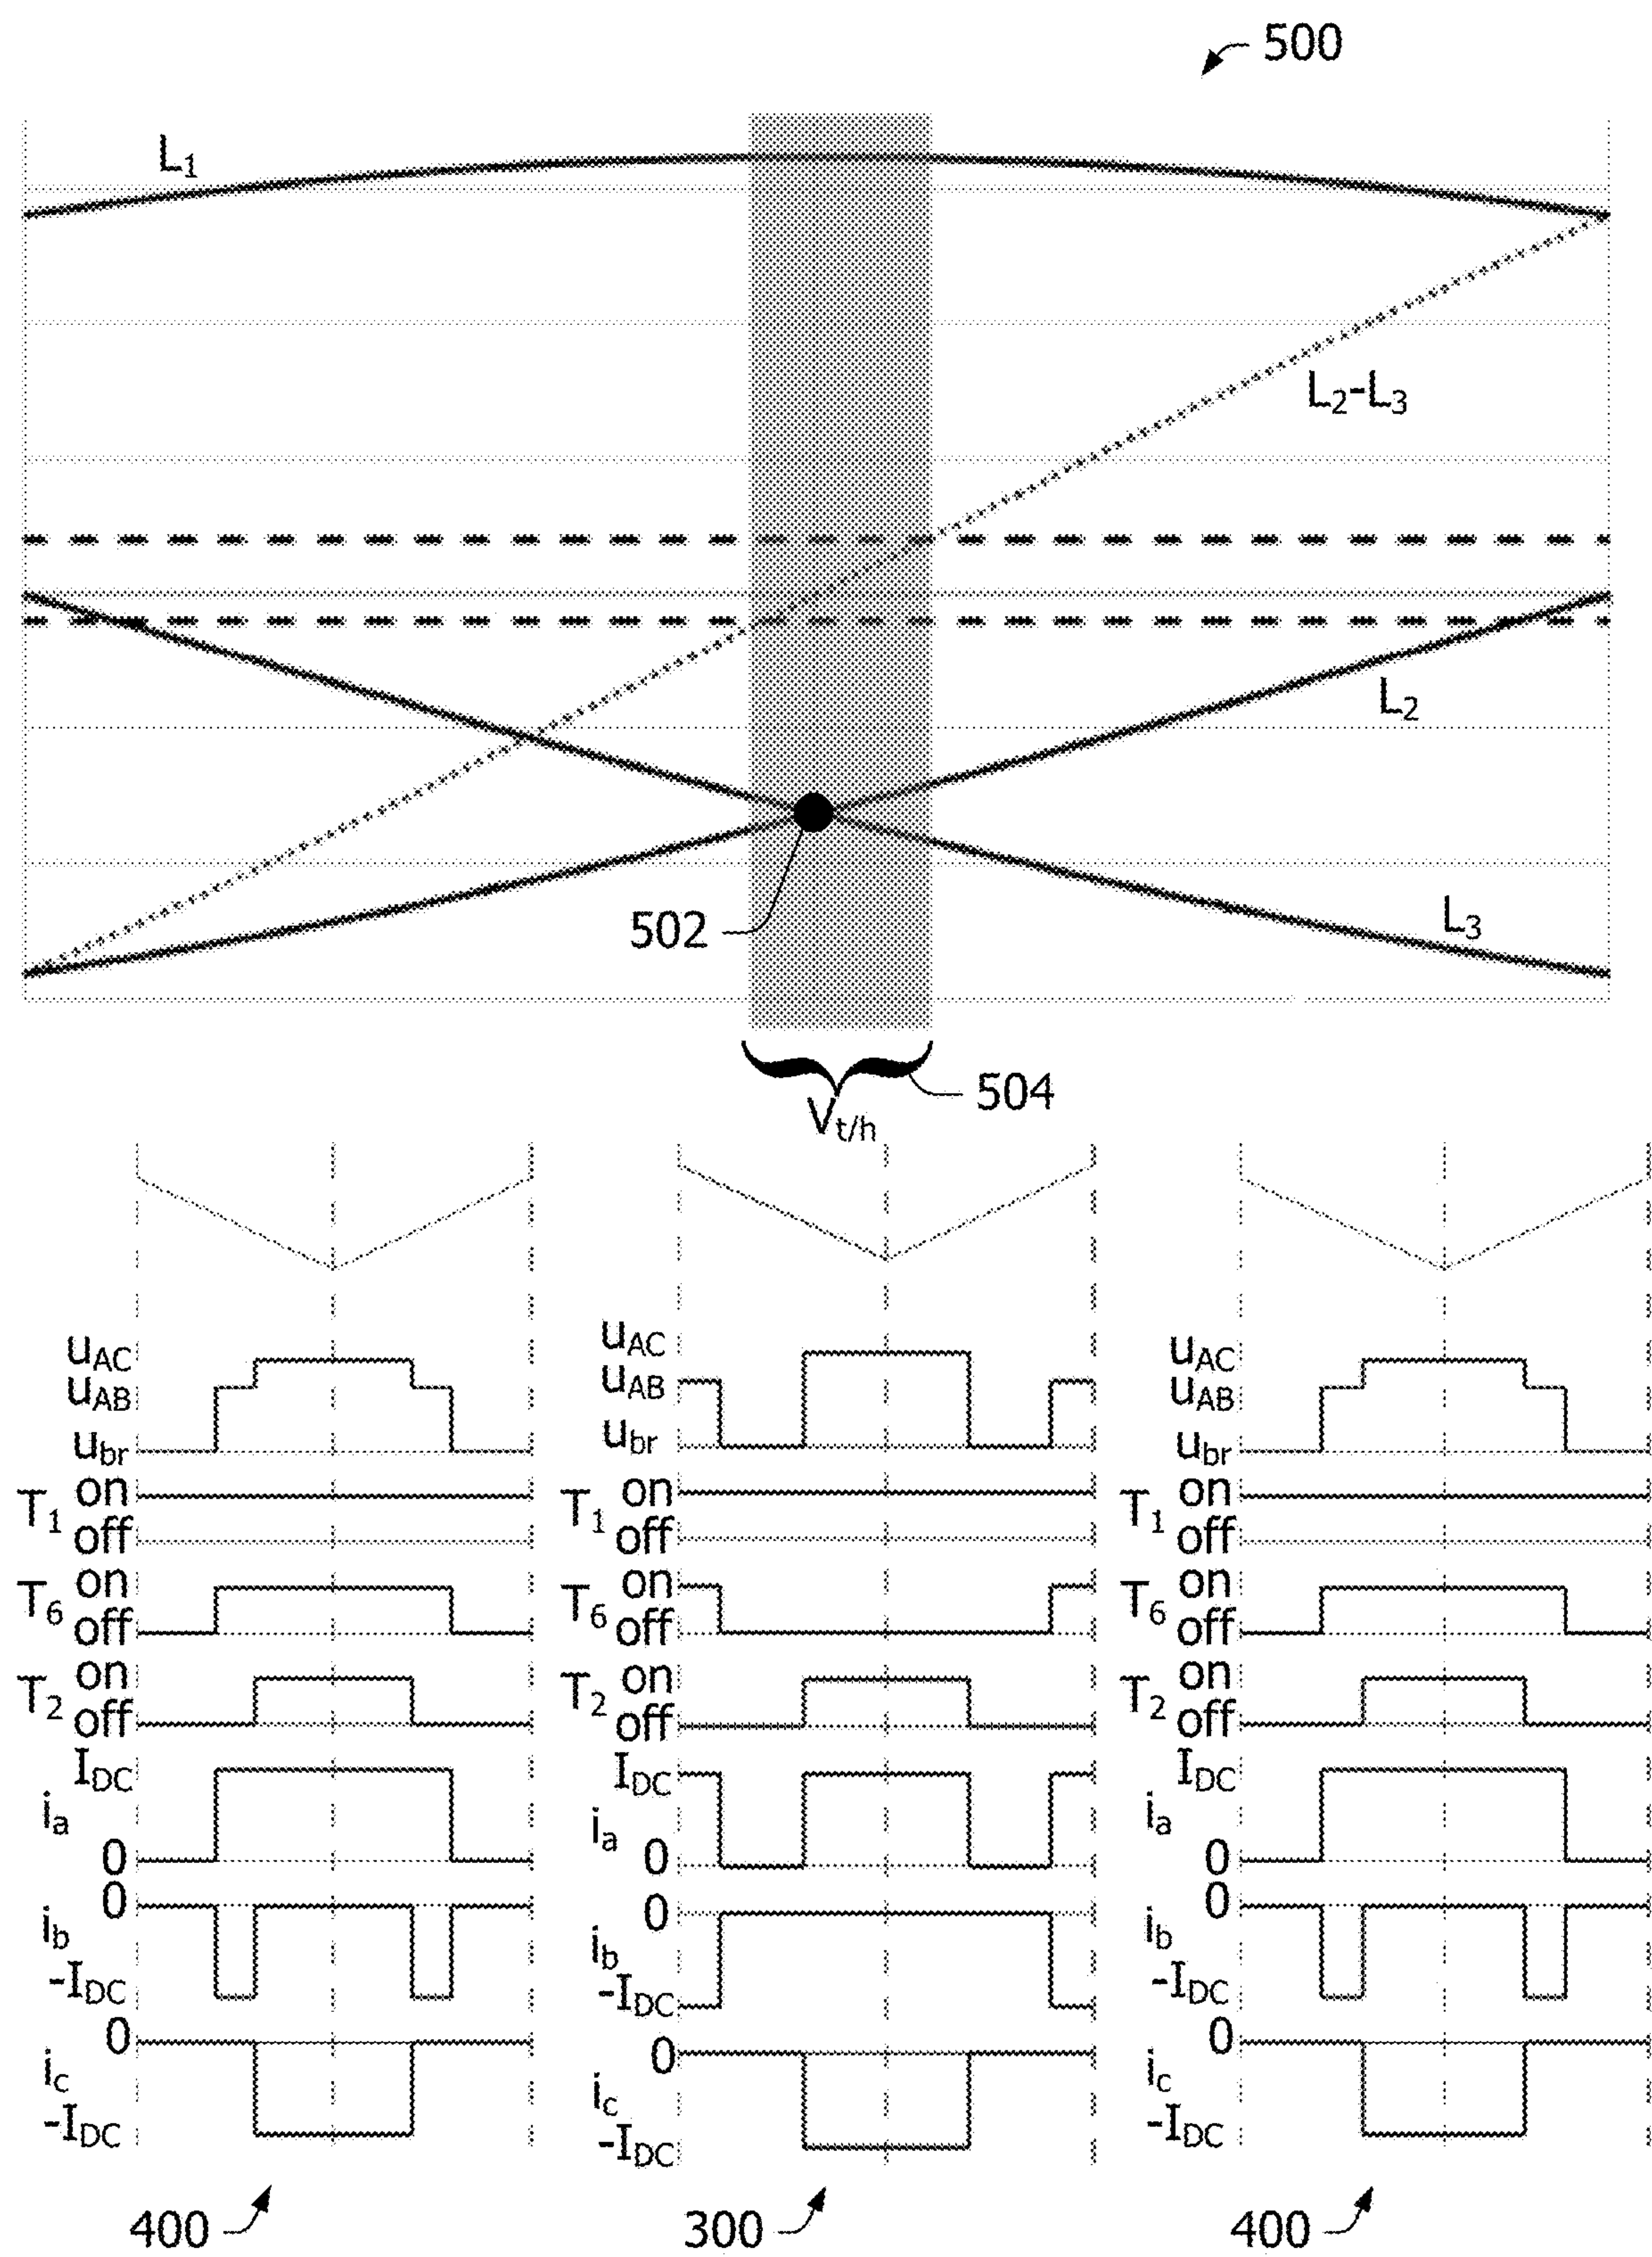 500
L1
L2-L3
L2
L3
502
504
Vt/h
uAC
uAB
ubr
T1 on
off
T6 on
off
T2 on
off
IDC
ia
0
0
ib
-IDC
0
ic
-IDC
400
uAC
uAB
ubr
T1 on
off
T6 on
off
T2 on
off
IDC
ia
0
0
ib
-IDC
0
ic
-IDC
300
uAC
uAB
ubr
T1 on
off
T6 on
off
T2 on
off
IDC
ia
0
0
ib
-IDC
0
ic
-IDC
400